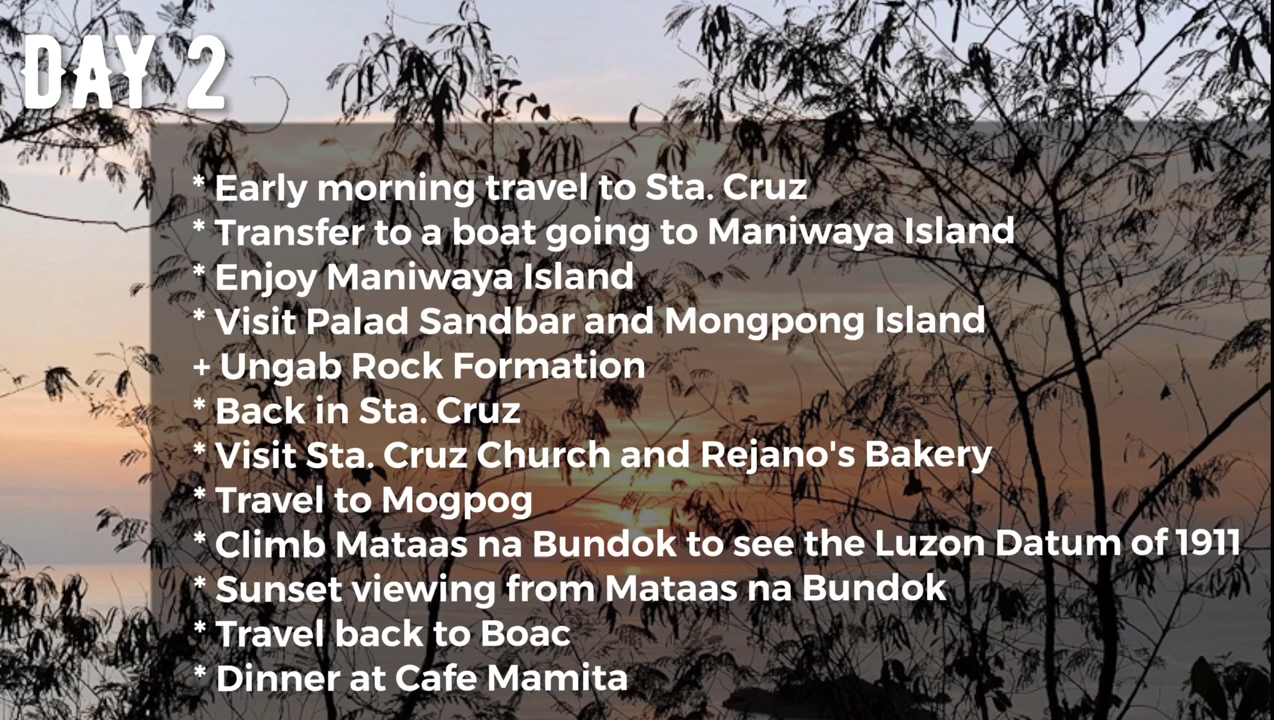 DAY 2
* Early morning travel to Sta. Cruz
* Transfer to a boat going to Maniwaya Island
* Enjoy Maniwaya Island
* Visit Palad Sandbar and Mongpong Island
+ Ungab Rock Formation
* Back in Sta. Cruz
* Visit Sta. Cruz Church and Rejano's Bakery
* Travel to Mogpog
* Climb Mataas na Bundok to see the Luzon Datum of 1911
* Sunset viewing from Mataas na Bundok
* Travel back to Boac
* Dinner at Cafe Mamita